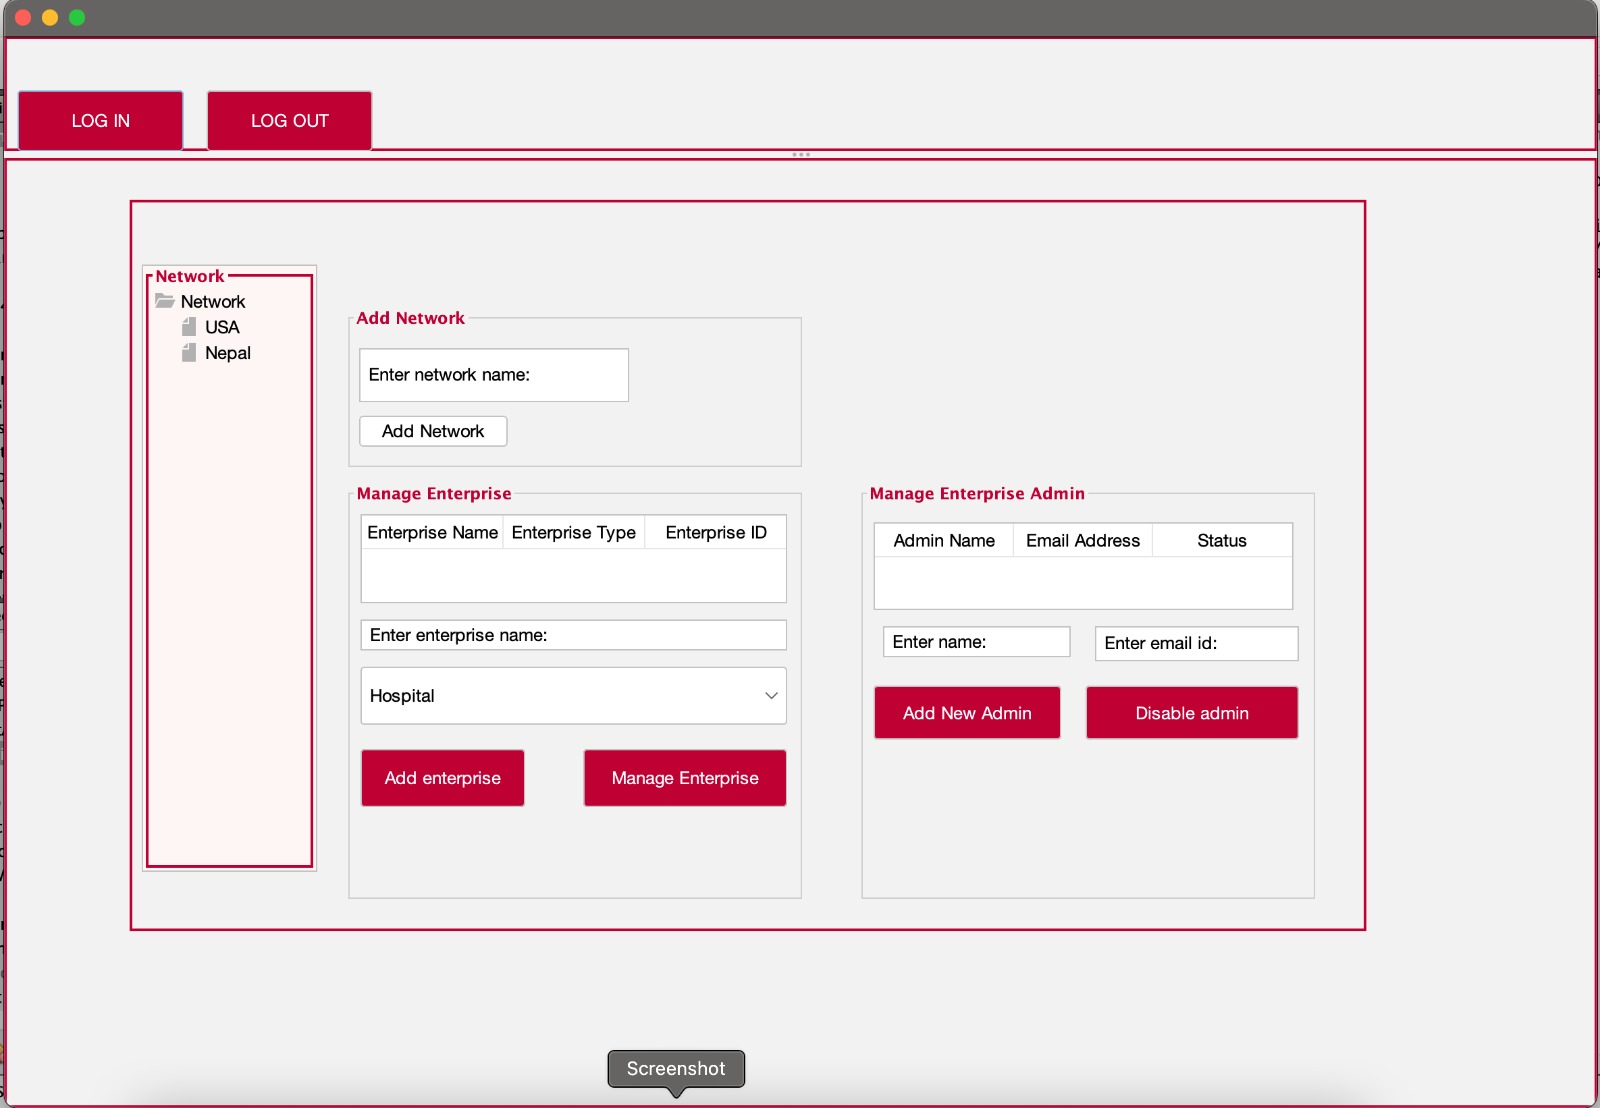 LOG IN
LOG OUT
Network
Network
USA
Nepal
Add Network
Enter network name:
Add Network
Manage Enterprise
Enterprise Name Enterprise Type Enterprise ID
Enter enterprise name:
Hospital
Add enterprise
Manage Enterprise
Manage Enterprise Admin
Admin Name Email Address Status
Enter name:
Enter email id:
Add New Admin
Disable admin
Screenshot